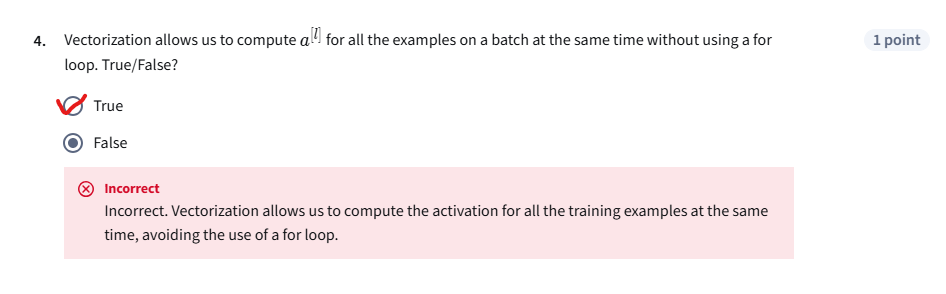 4. Vectorization allows us to compute a^[l] for all the examples on a batch at the same time without using a for 1 point
loop. True/False?
True
False
Incorrect
Incorrect. Vectorization allows us to compute the activation for all the training examples at the same
time, avoiding the use of a for loop.